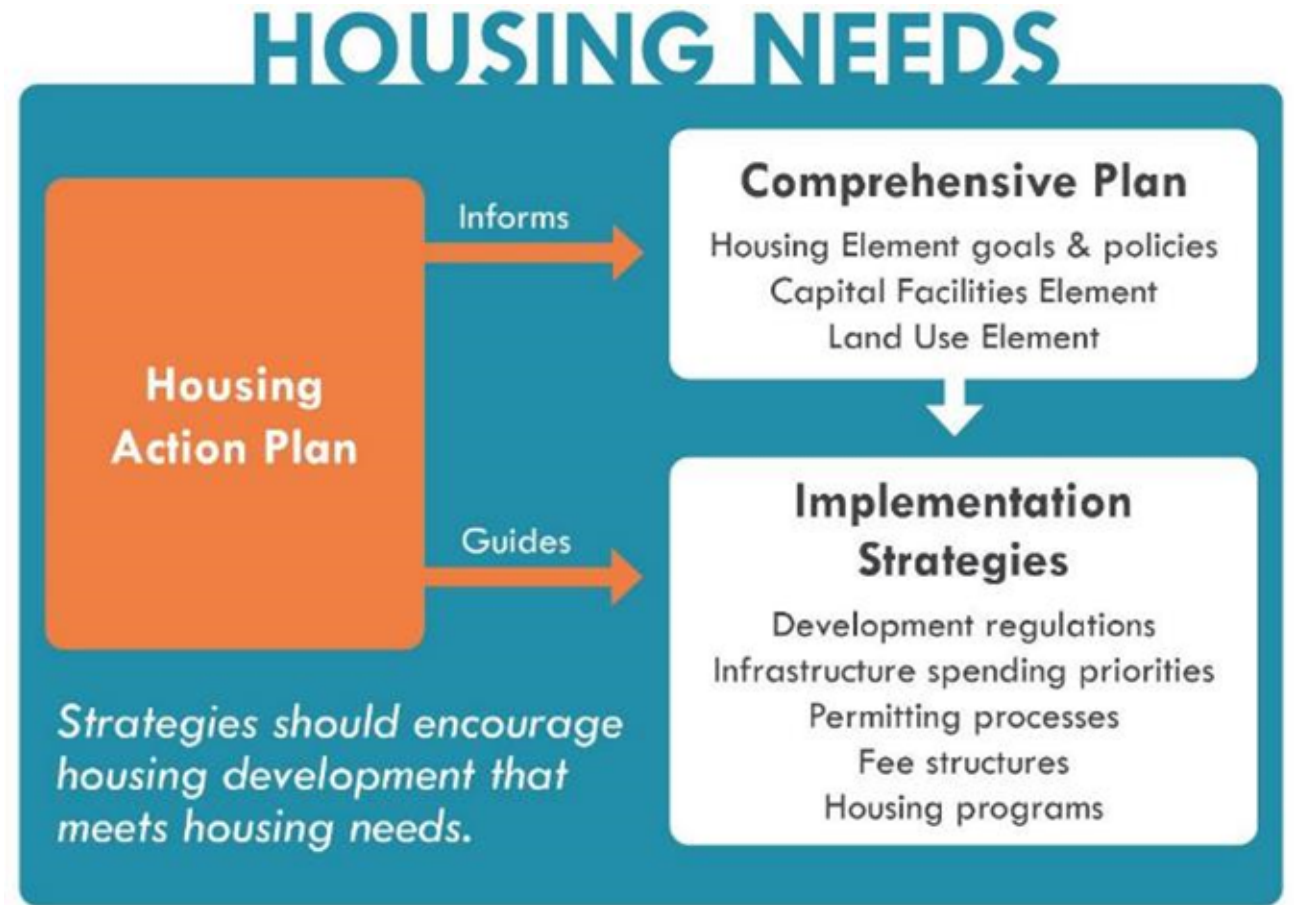 HOUSING NEEDS
Housing
Action Plan
Informs
Guides
Comprehensive Plan
Housing Element goals & policies
Capital Facilities Element
Land Use Element
Implementation
Strategies
Development regulations
Infrastructure spending priorities
Permitting processes
Fee structures
Housing programs
Strategies should encourage
housing development that
meets housing needs.